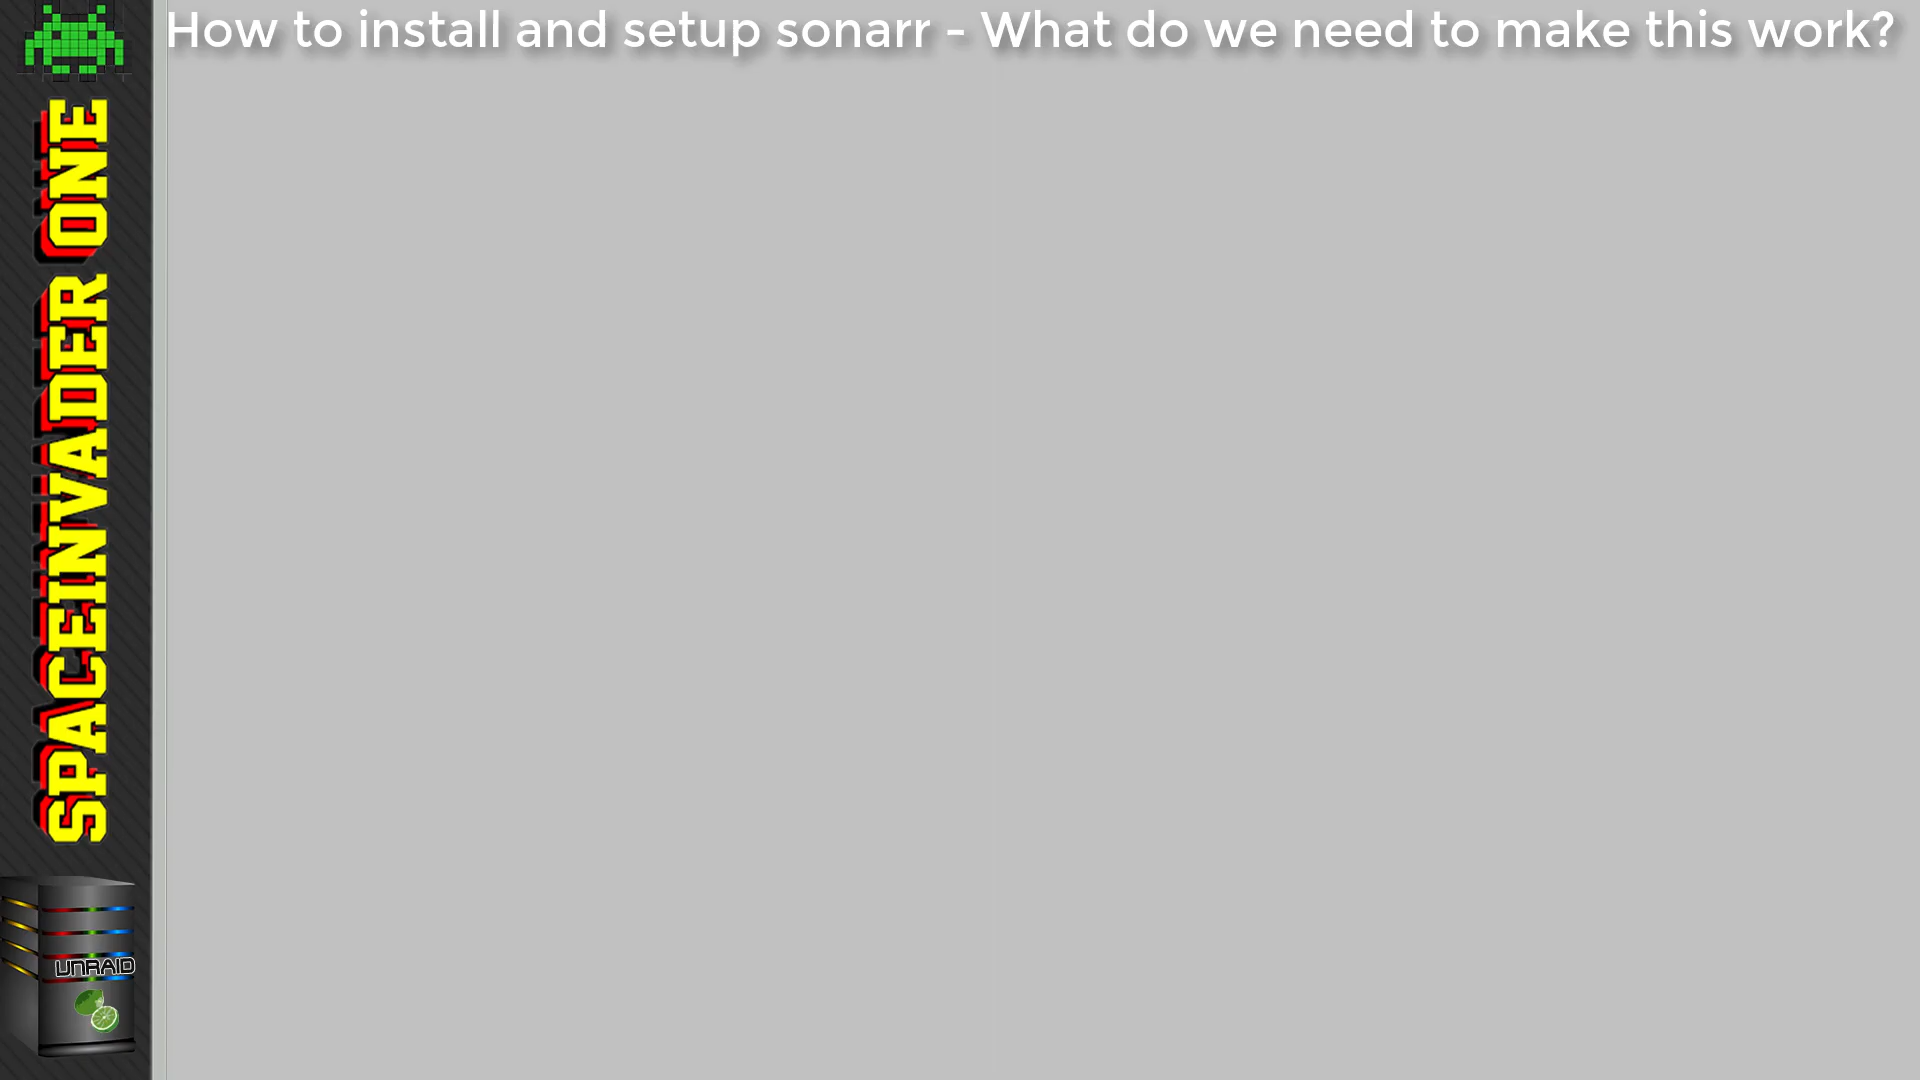 How to install and setup sonarr - What do we need to make this work?
SPACEINVADER ONE
UNRAID